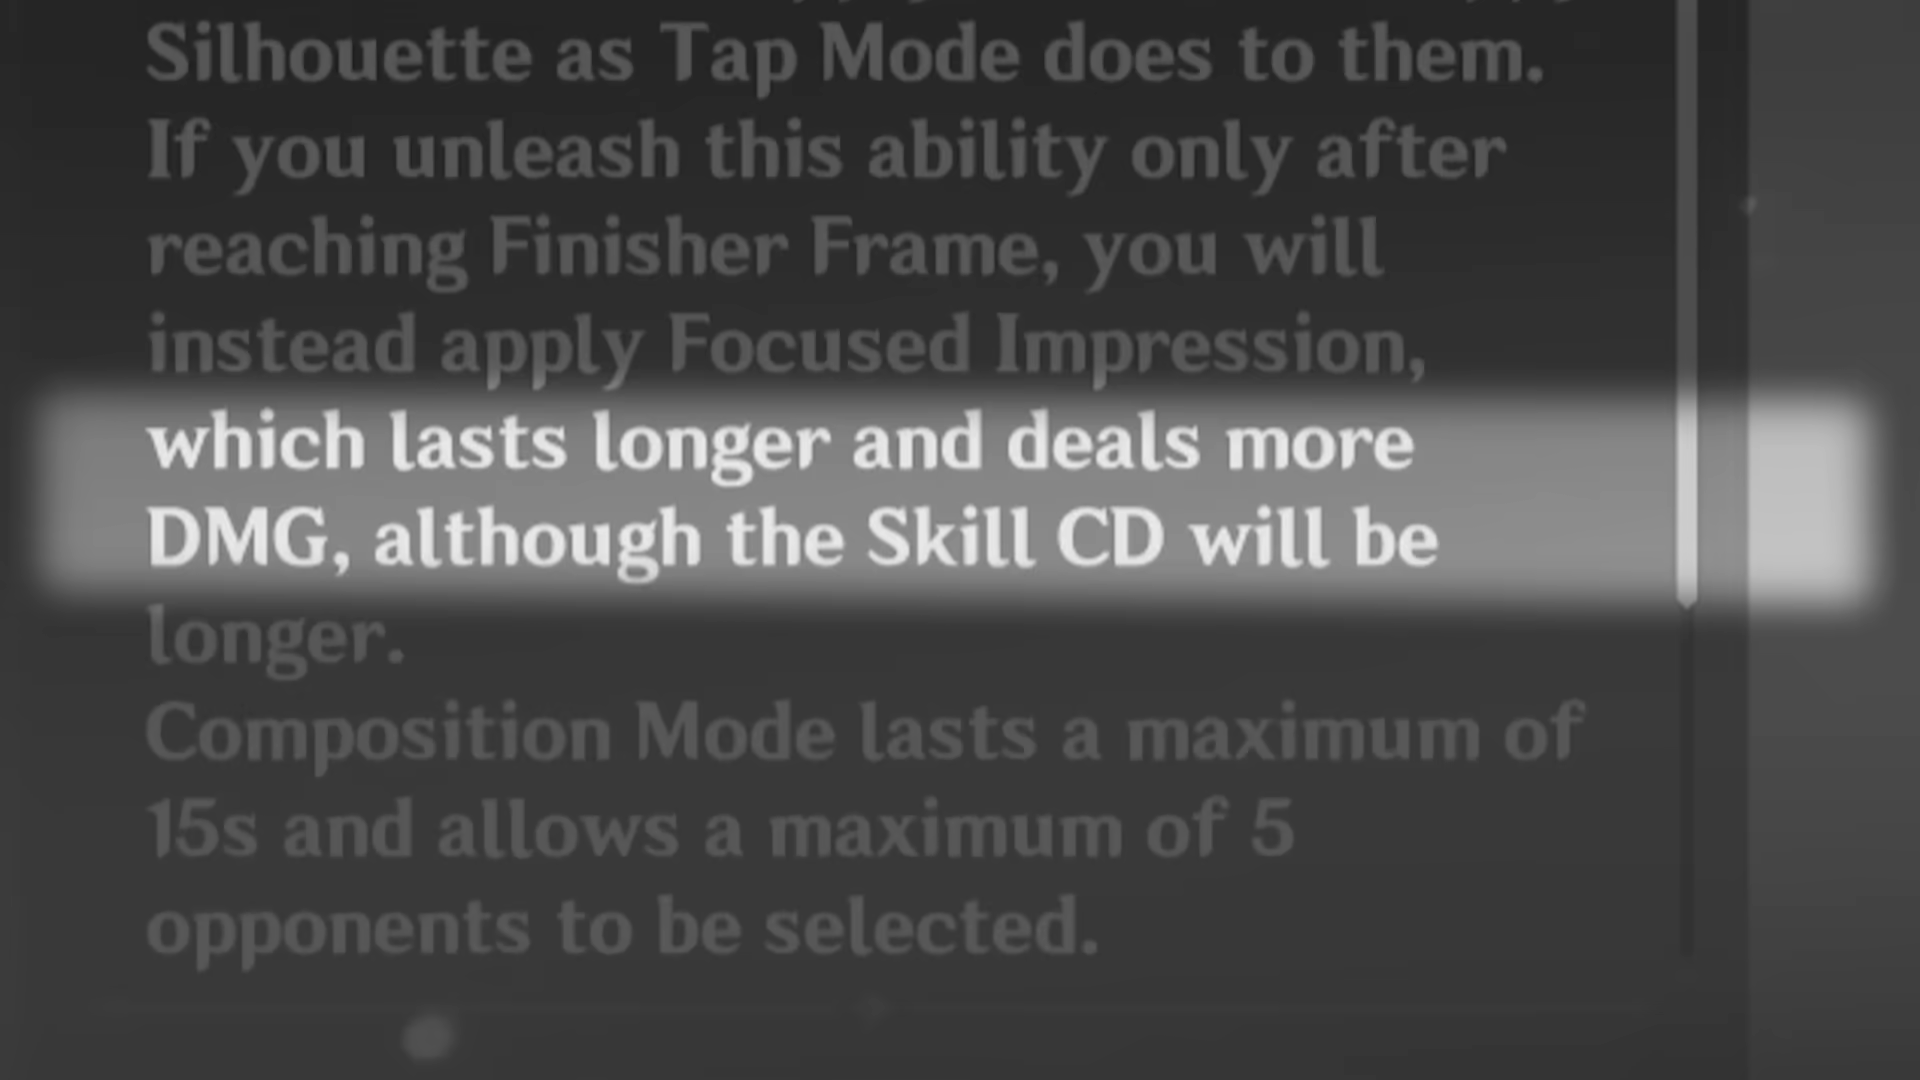 Silhouette as Tap Mode does to them.
If you unleash this ability only after
reaching Finisher Frame, you will
instead apply Focused Impression,
which lasts longer and deals more
DMG, although the Skill CD will be
longer.
Composition Mode lasts a maximum of
15s and allows a maximum of 5
opponents to be selected.